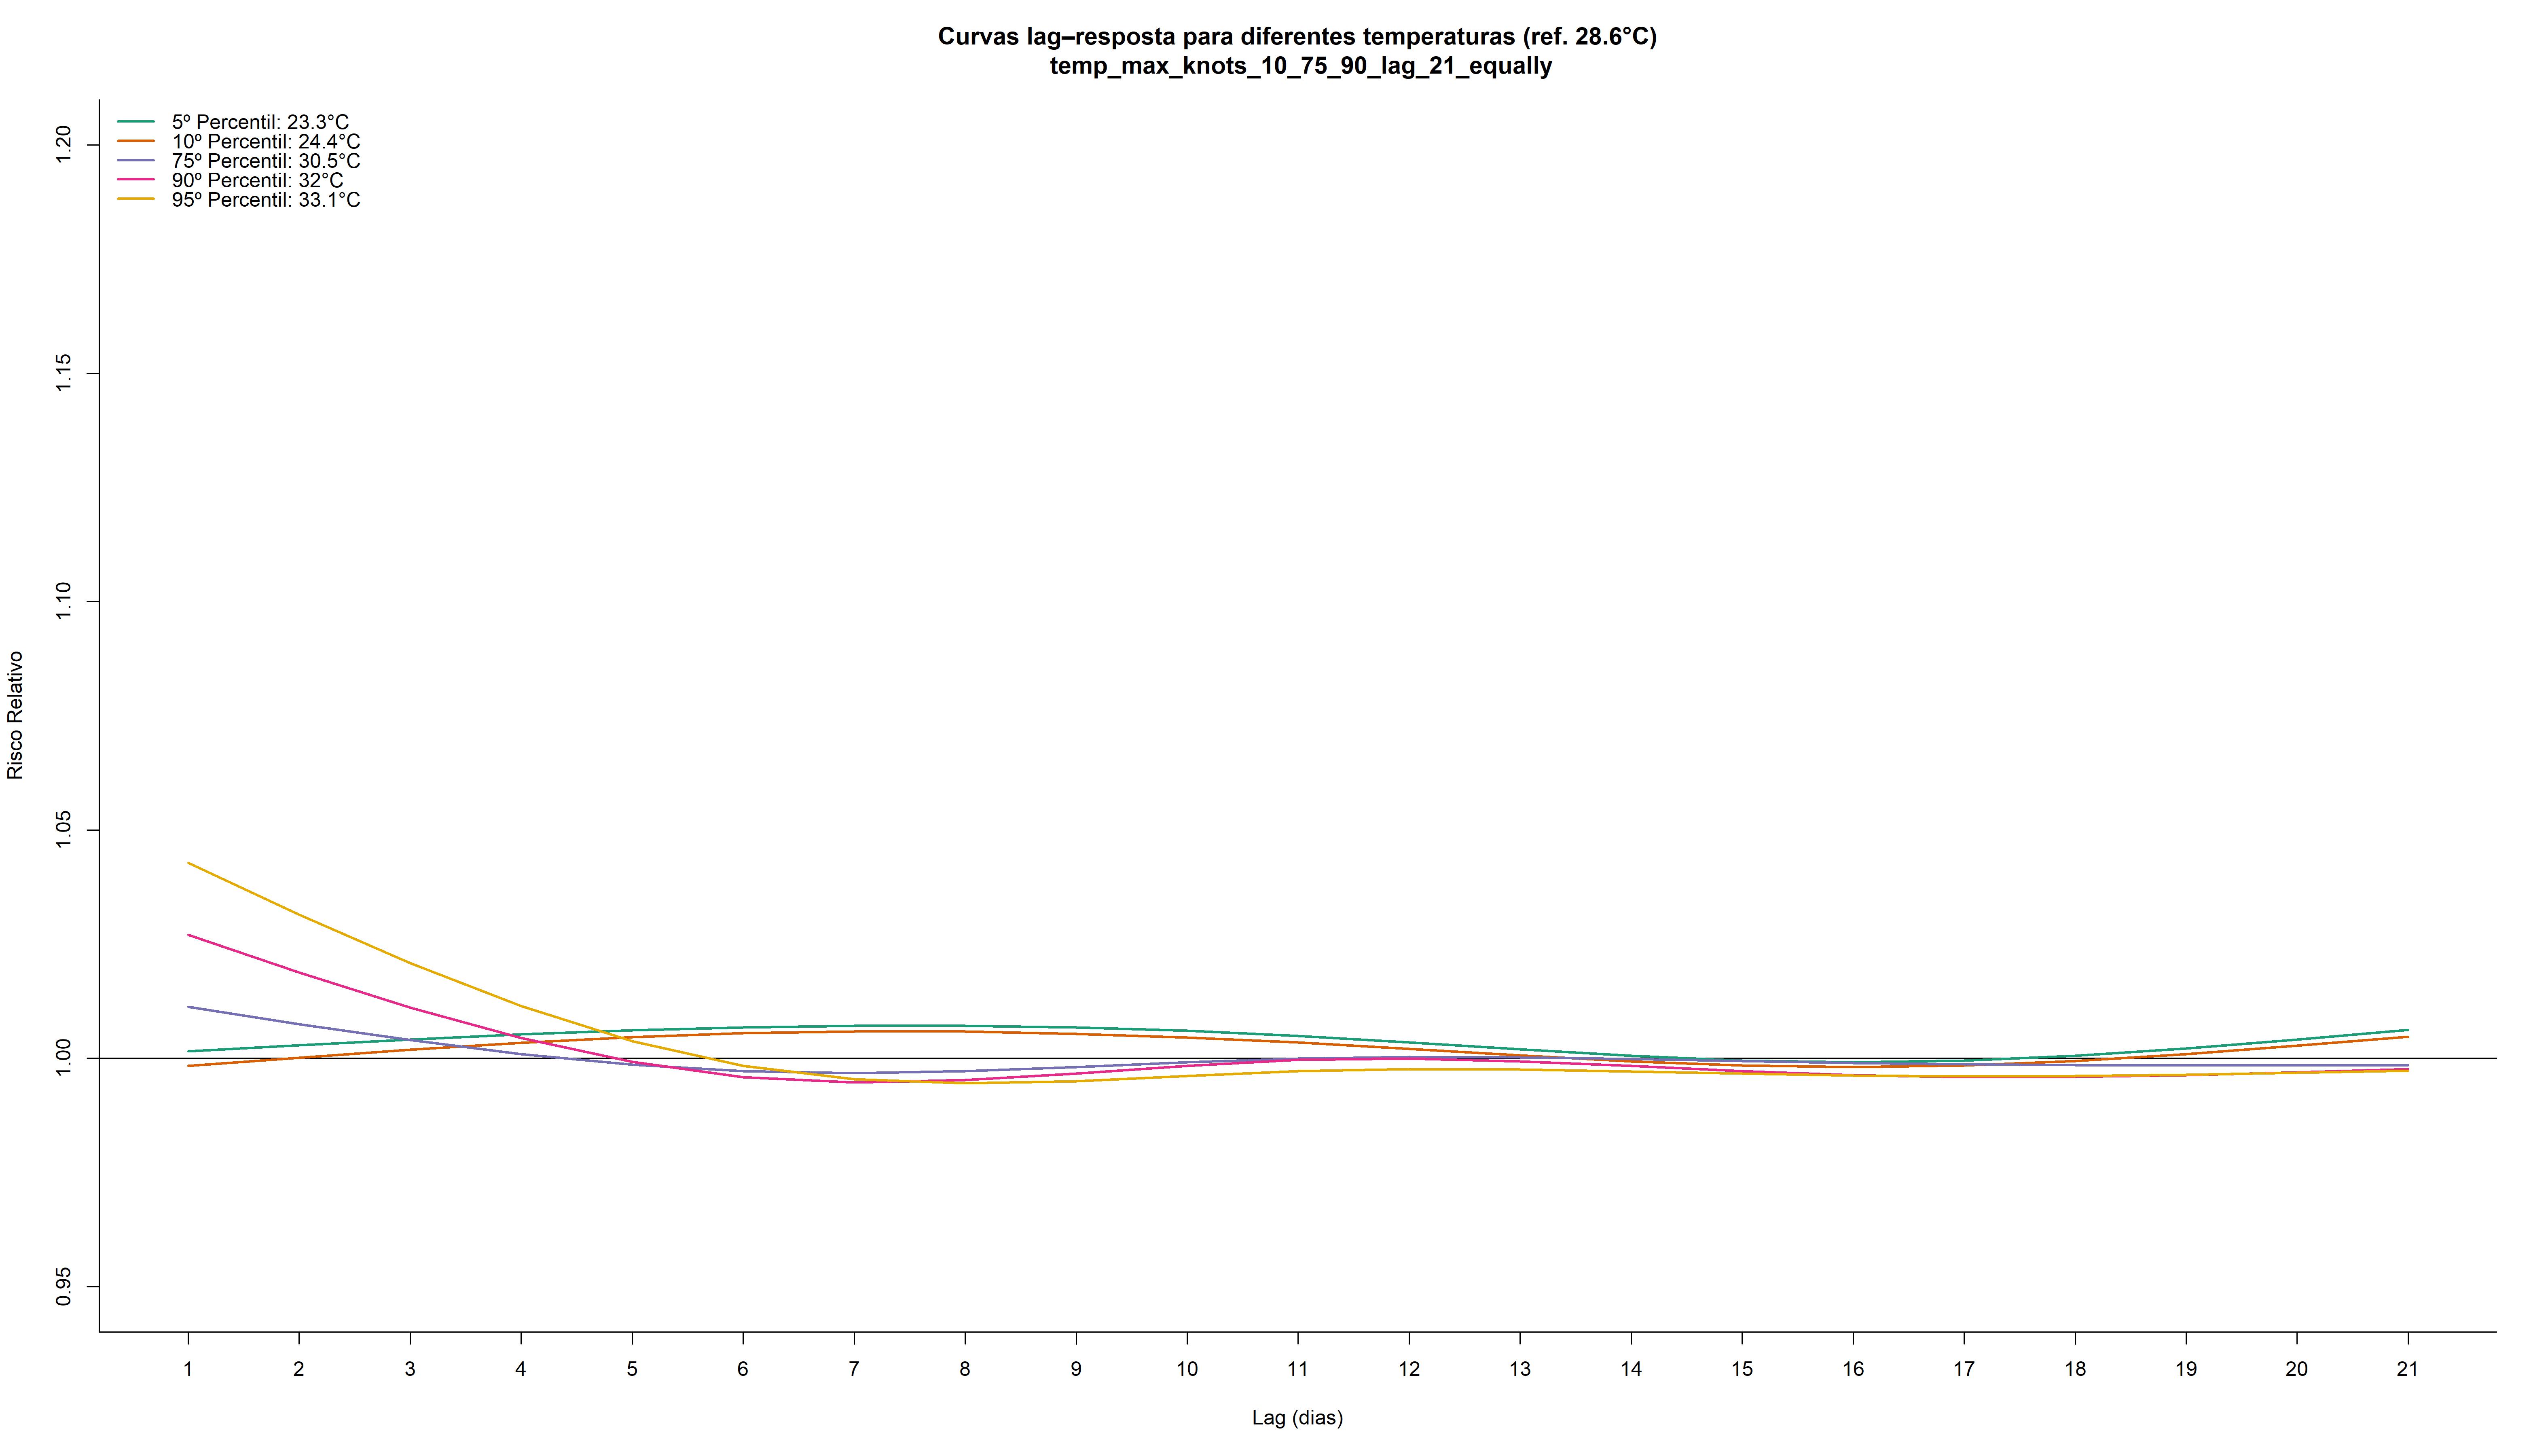 Curvas lag–resposta para diferentes temperaturas (ref. 28.6°C)
temp_max_knots_10_75_90_lag_21_equally
5º Percentil: 23.3°C
10º Percentil: 24.4°C
75º Percentil: 30.5°C
90º Percentil: 32°C
95º Percentil: 33.1°C
1.20
1.15
1.10
1.05
1.00
0.95
Risco Relativo
1 2 3 4 5 6 7 8 9 10 11 12 13 14 15 16 17 18 19 20 21
Lag (dias)